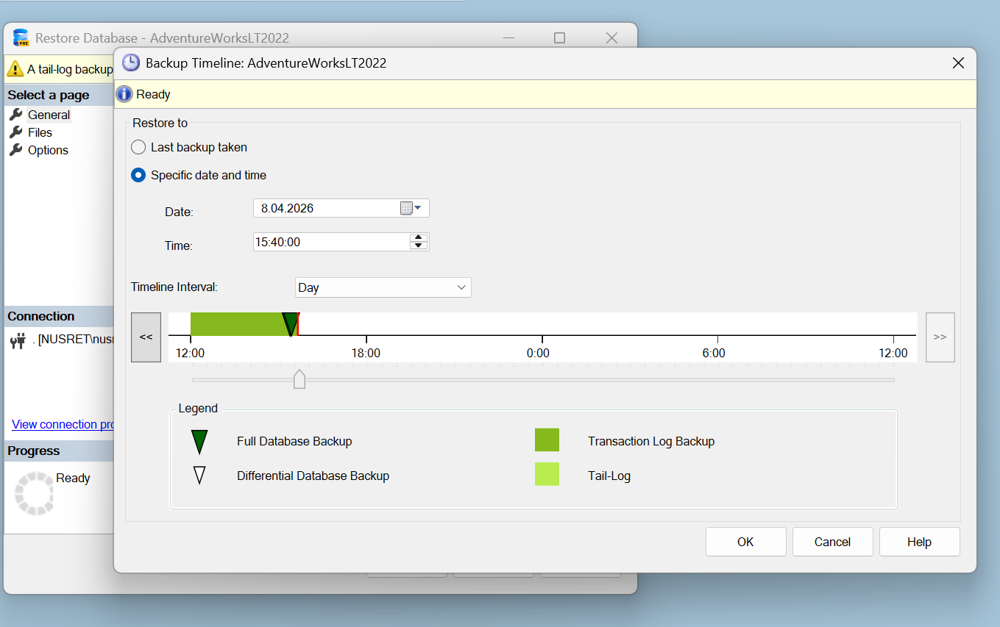 Restore Database - AdventureWorksLT2022
Backup Timeline: AdventureWorksLT2022
A tail-log backup
Ready
Select a page
General
Files
Options
Restore to
Last backup taken
Specific date and time
Date:
8.04.2026
Time:
15:40:00
Timeline Interval:
Day
Connection
. [NUSRET\nusr
<<
>>
12:00
18:00
0:00
6:00
12:00
View connection pro
Legend
Full Database Backup
Transaction Log Backup
Differential Database Backup
Tail-Log
Progress
Ready
OK
Cancel
Help
PRE